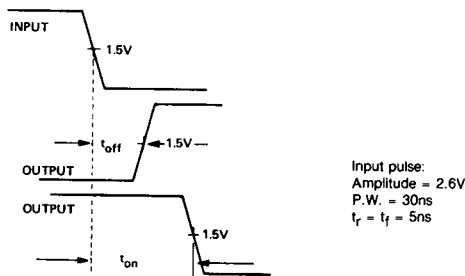 INPUT
1.5V
t_off
1.5V
OUTPUT
OUTPUT
1.5V
t_on
Input pulse:
Amplitude = 2.6V
P.W. = 30ns
t_r = t_f = 5ns